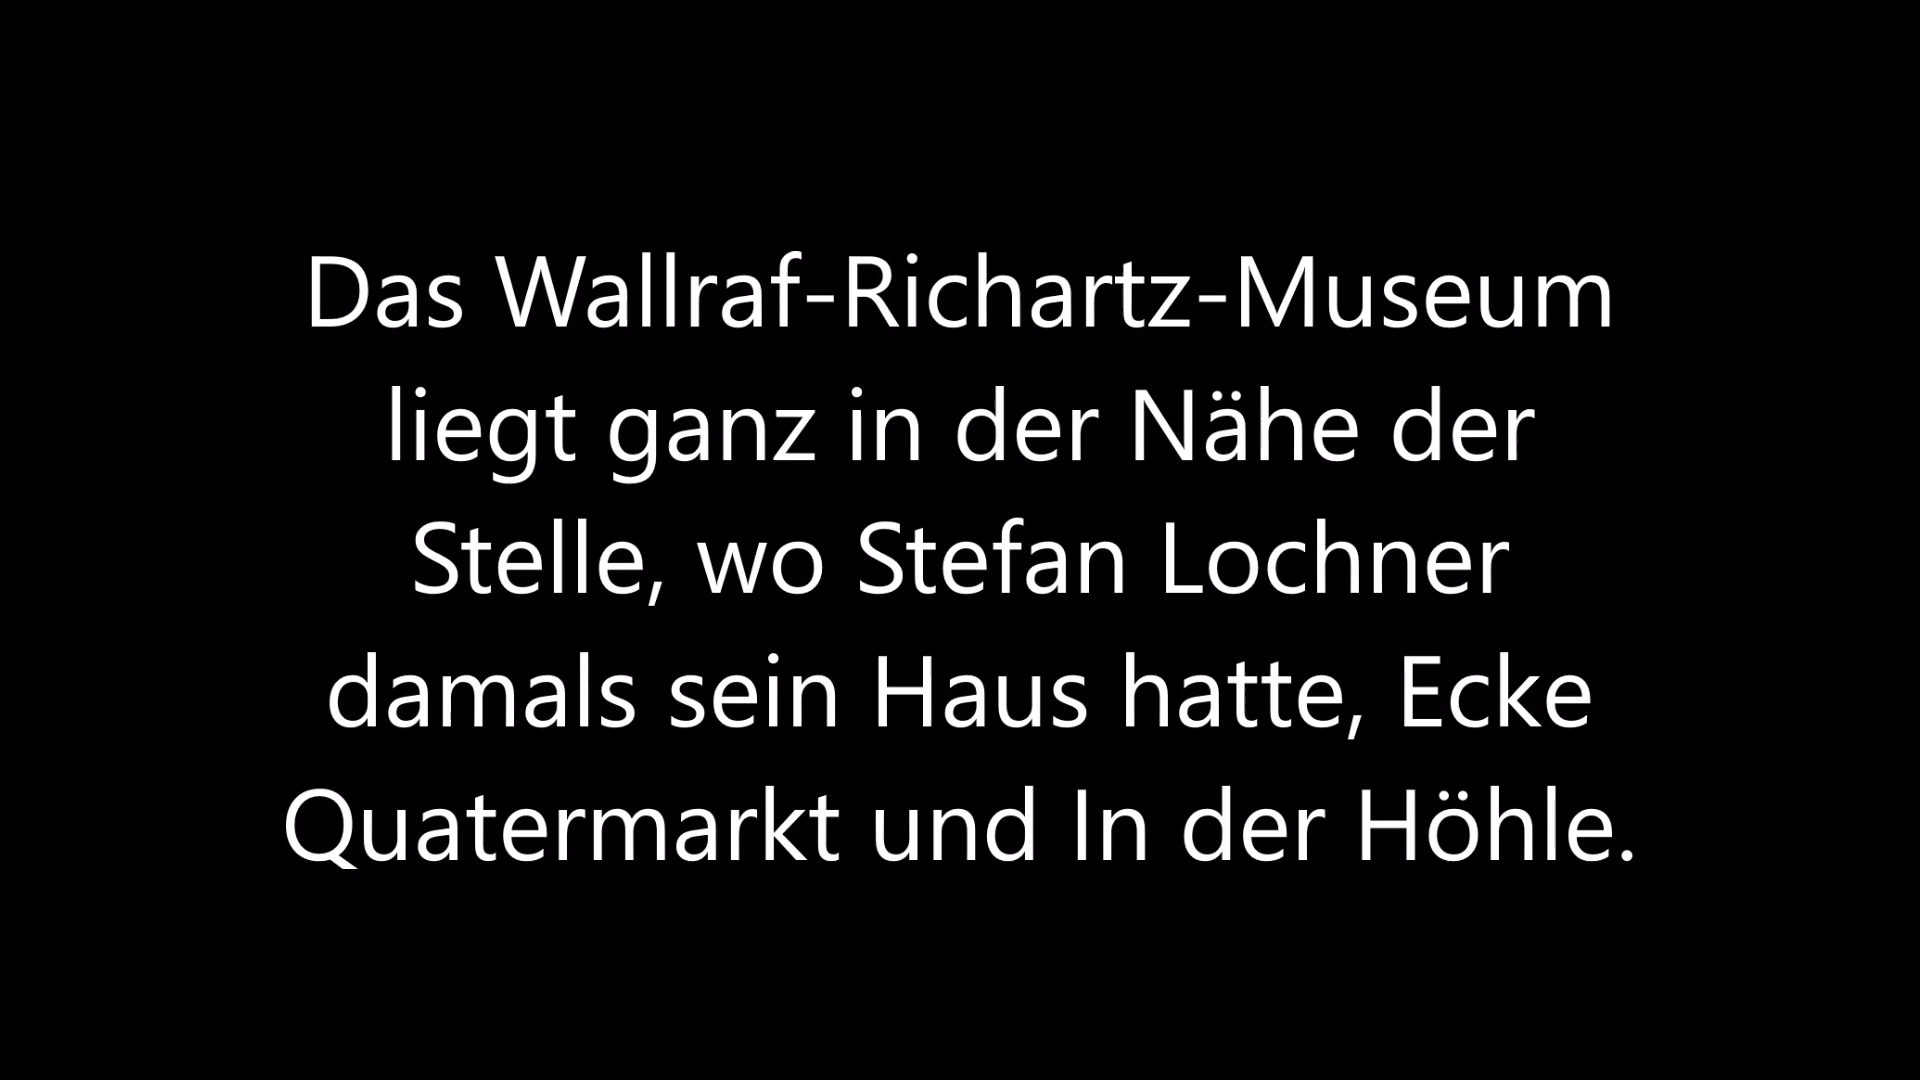 Das Wallraf-Richartz-Museum
liegt ganz in der Nähe der
Stelle, wo Stefan Lochner
damals sein Haus hatte, Ecke
Quatermarkt und In der Höhle.